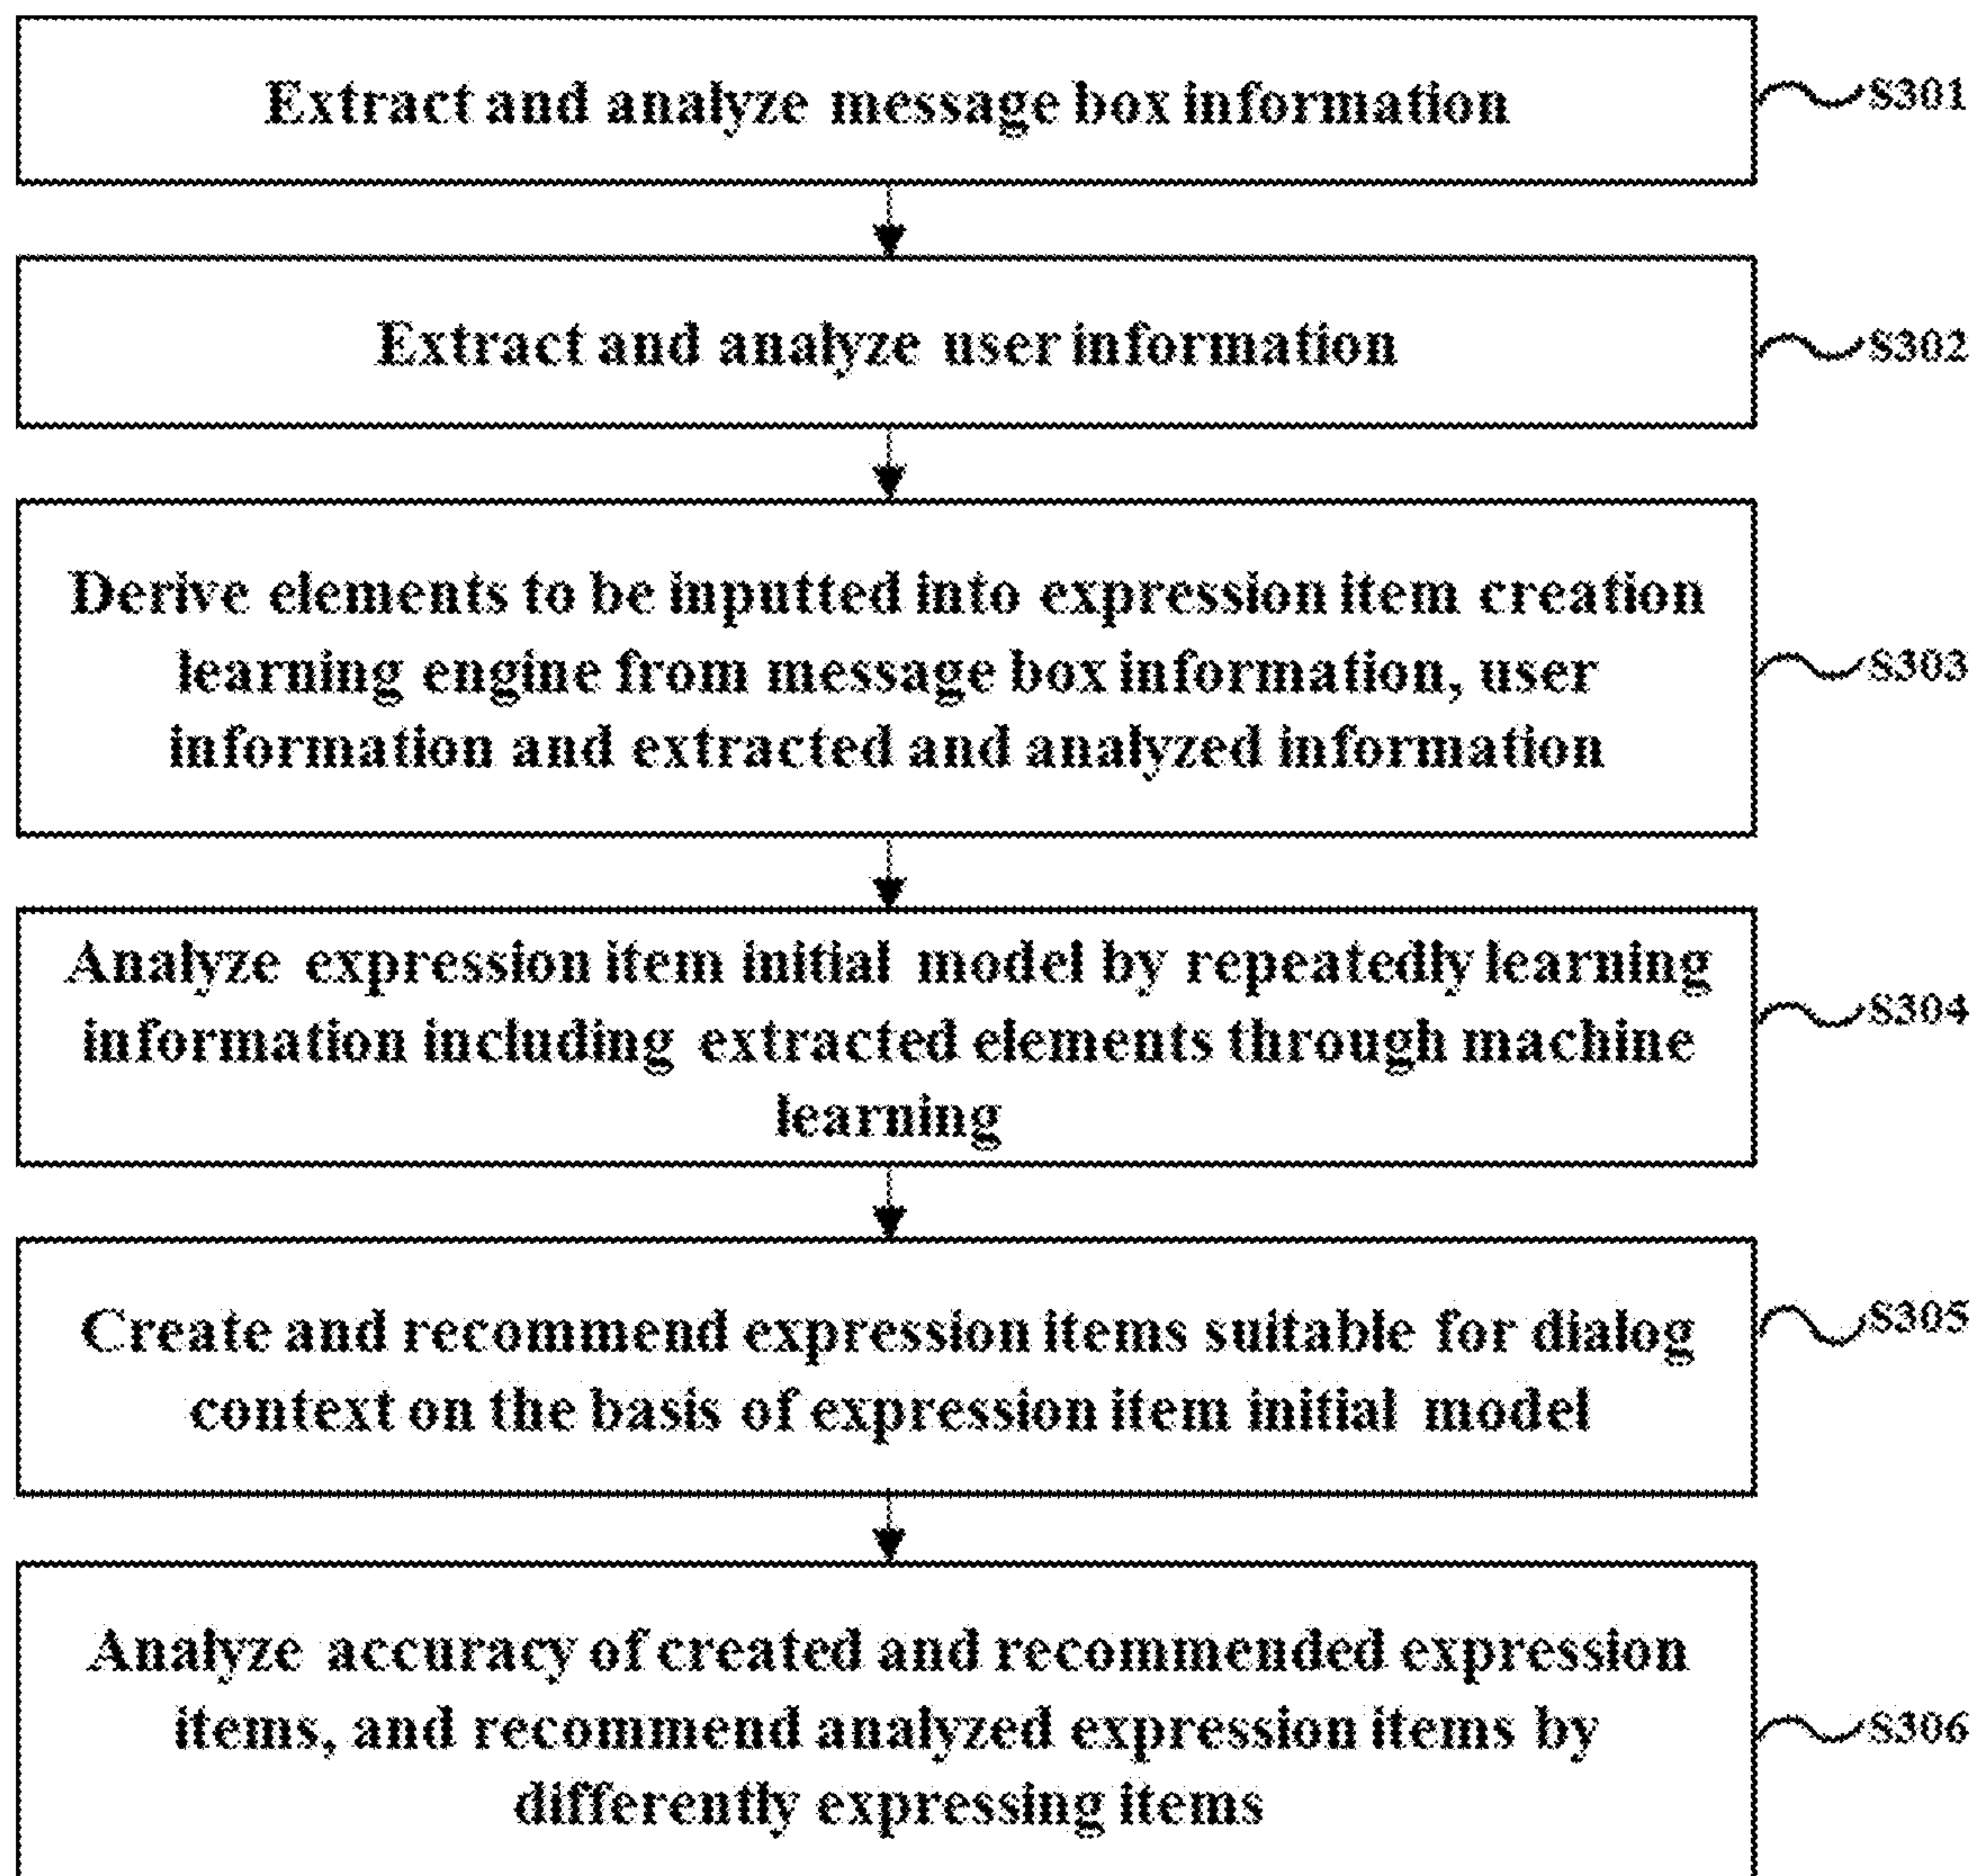 Extract and analyze message box information
S301
Extract and analyze user information
S302
Derive elements to be inputted into expression item creation
learning engine from message box information, user
information and extracted and analyzed information
S303
Analyze expression item initial model by repeatedly learning
information including extracted elements through machine
learning
S304
Create and recommend expression items suitable for dialog
context on the basis of expression item initial model
S305
Analyze accuracy of created and recommended expression
items, and recommend analyzed expression items by
differently expressing items
S306